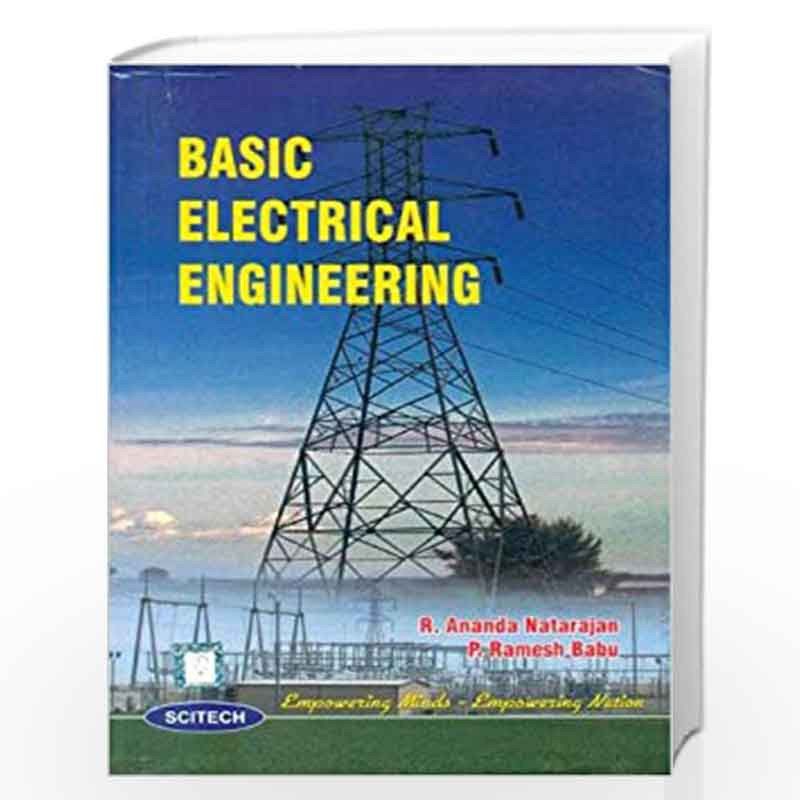 BASIC
ELECTRICAL
ENGINEERING
R. Ananda Natarajan
P. Ramesh Babu
Empowering Minds - Empowering Nation
SCITECH